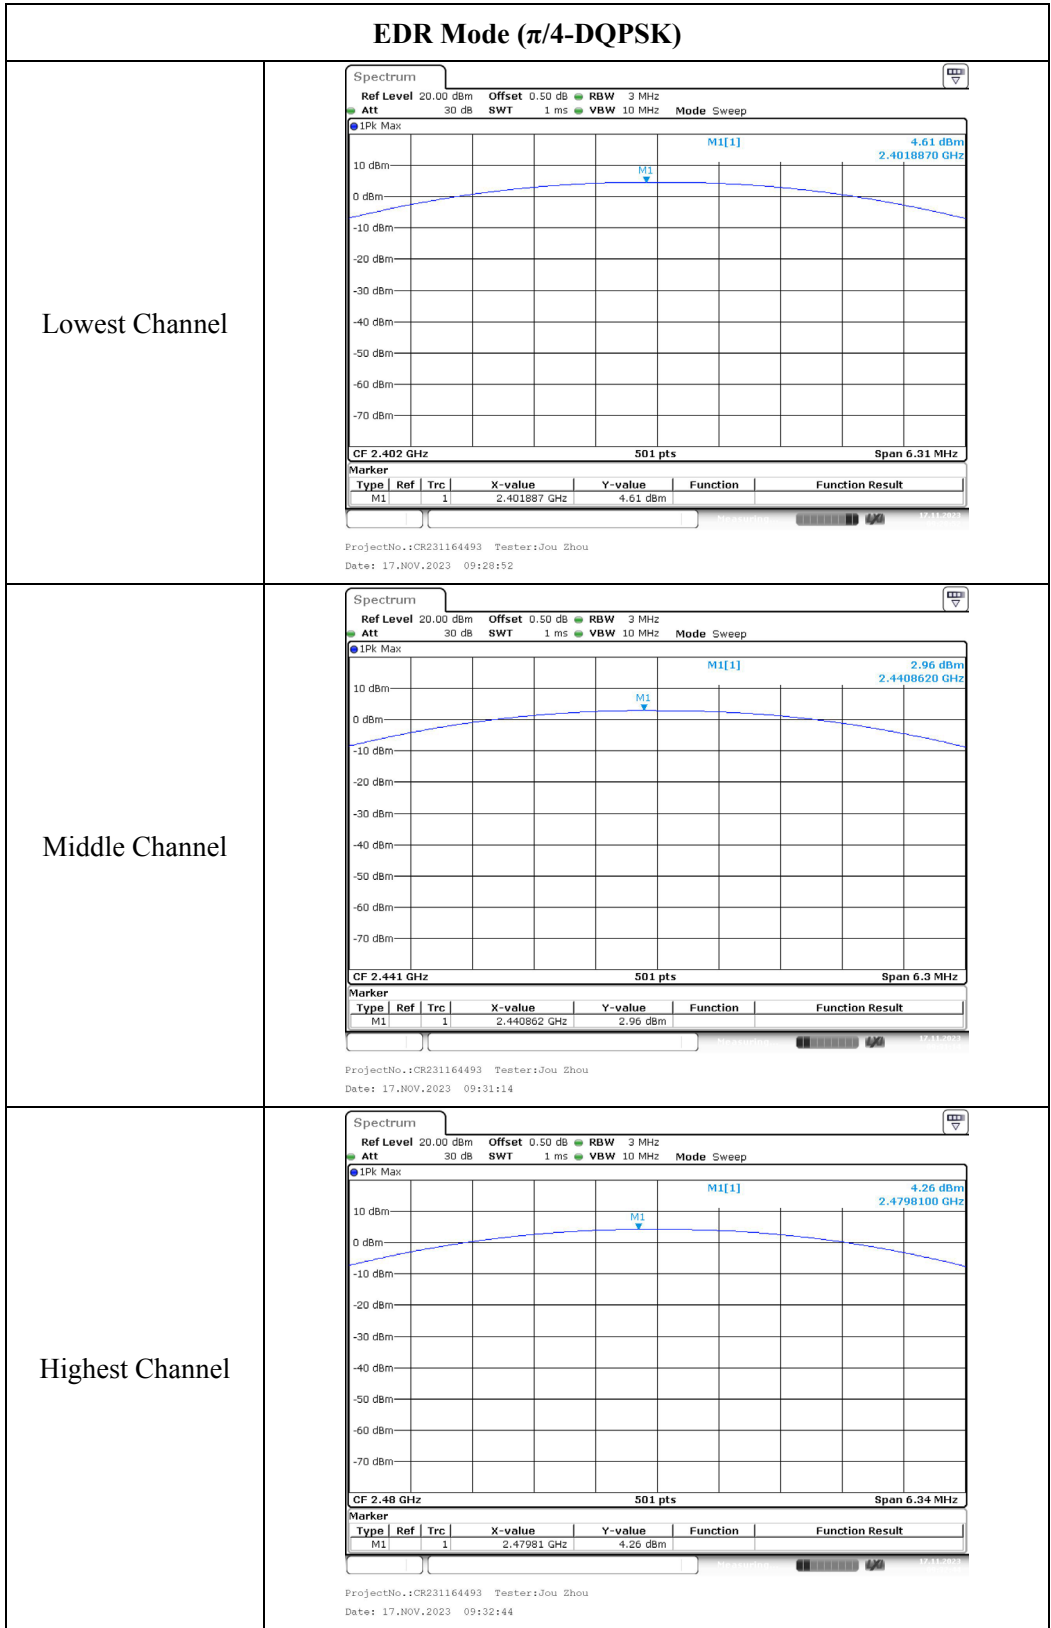 EDR Mode (π/4-DQPSK)
Lowest Channel
Spectrum
Ref Level 20.00 dBm Offset 0.50 dB RBW 3 MHz
Att 30 dB SWT 1 ms VBW 10 MHz Mode Sweep
1Pk Max
M1[1] 4.61 dBm
2.4018870 GHz
M1
10 dBm
0 dBm
-10 dBm
-20 dBm
-30 dBm
-40 dBm
-50 dBm
-60 dBm
-70 dBm
CF 2.402 GHz 501 pts Span 6.31 MHz
Marker
Type Ref Trc X-value Y-value Function Function Result
M1 1 2.401887 GHz 4.61 dBm
Measuring 17.11.2023
ProjectNo.:CR231164493 Tester:Jou Zhou
Date: 17.NOV.2023 09:28:52
Middle Channel
Spectrum
Ref Level 20.00 dBm Offset 0.50 dB RBW 3 MHz
Att 30 dB SWT 1 ms VBW 10 MHz Mode Sweep
1Pk Max
M1[1] 2.96 dBm
2.4408620 GHz
M1
10 dBm
0 dBm
-10 dBm
-20 dBm
-30 dBm
-40 dBm
-50 dBm
-60 dBm
-70 dBm
CF 2.441 GHz 501 pts Span 6.3 MHz
Marker
Type Ref Trc X-value Y-value Function Function Result
M1 1 2.440862 GHz 2.96 dBm
Measuring 17.11.2023
ProjectNo.:CR231164493 Tester:Jou Zhou
Date: 17.NOV.2023 09:31:14
Highest Channel
Spectrum
Ref Level 20.00 dBm Offset 0.50 dB RBW 3 MHz
Att 30 dB SWT 1 ms VBW 10 MHz Mode Sweep
1Pk Max
M1[1] 4.26 dBm
2.4798100 GHz
M1
10 dBm
0 dBm
-10 dBm
-20 dBm
-30 dBm
-40 dBm
-50 dBm
-60 dBm
-70 dBm
CF 2.48 GHz 501 pts Span 6.34 MHz
Marker
Type Ref Trc X-value Y-value Function Function Result
M1 1 2.47981 GHz 4.26 dBm
Measuring 17.11.2023
ProjectNo.:CR231164493 Tester:Jou Zhou
Date: 17.NOV.2023 09:32:44